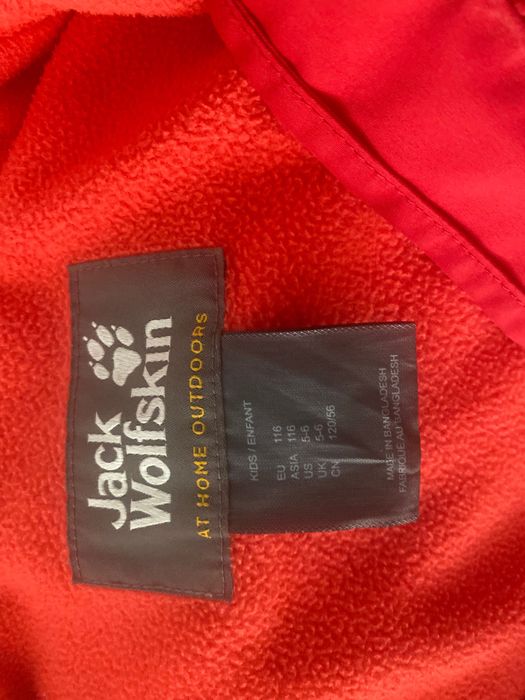 Jack
Wolfskin
AT HOME OUTDOORS
KIDS / ENFANT
EU 116
ASIA 116
US 5-6
UK 5-6
CN 120/56
MADE IN BANGLADESH
FABRIQUE AU BANGLADESH